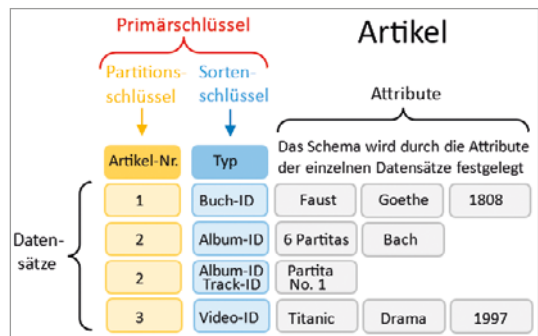 Primärschlüssel
Artikel
Partitions-
schlüssel
Sorten-
schlüssel
Attribute
Artikel-Nr.
Typ
Das Schema wird durch die Attribute
der einzelnen Datensätze festgelegt
Daten-
sätze
1
Buch-ID
Faust
Goethe
1808
2
Album-ID
6 Partitas
Bach
2
Album-ID
Track-ID
Partita
No. 1
3
Video-ID
Titanic
Drama
1997